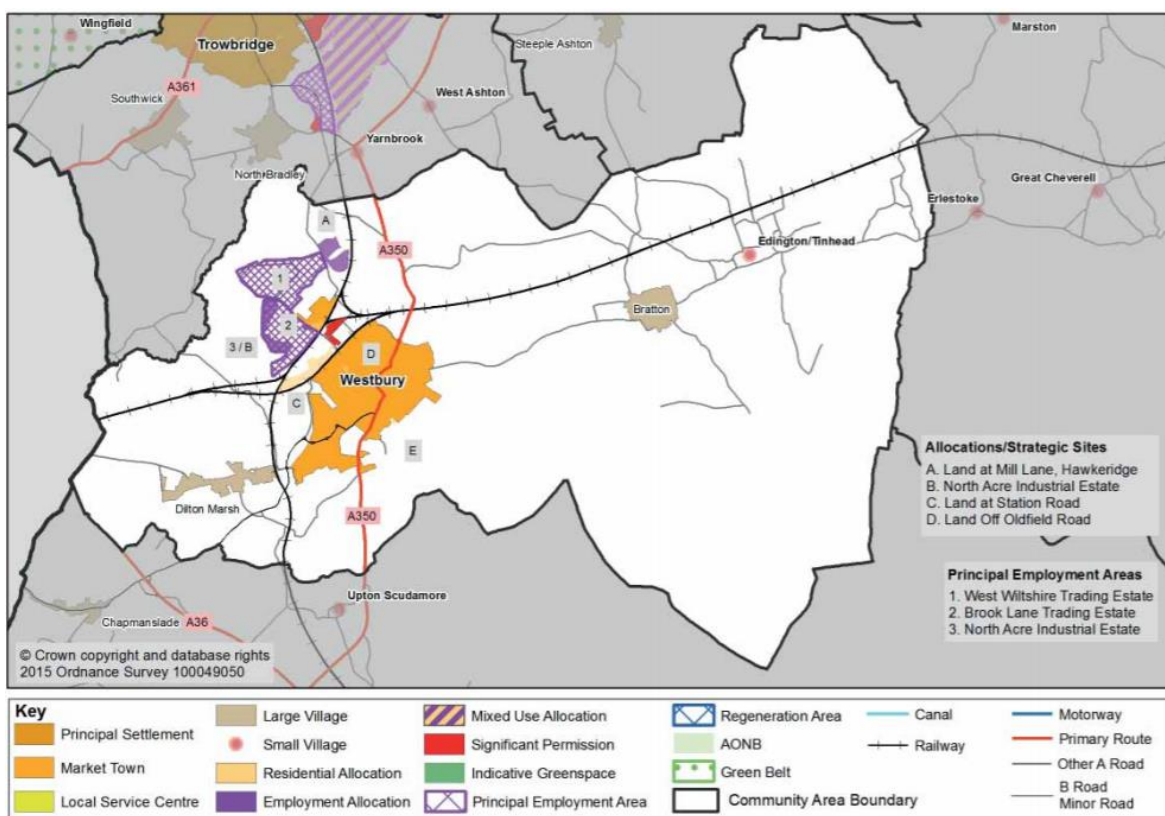 Wingfield
Trowbridge
Steeple Ashton
Marston
A361
Southwick
West Ashton
Yarnbrook
North Bradley
Great Cheverell
Erlestoke
A
A350
Edington/Tinhead
1
Bratton
2
3 / B
D
Westbury
C
E
Allocations/Strategic Sites
A. Land at Mill Lane, Hawkeridge
B. North Acre Industrial Estate
C. Land at Station Road
D. Land Off Oldfield Road
Dilton Marsh
A350
Principal Employment Areas
1. West Wiltshire Trading Estate
2. Brook Lane Trading Estate
3. North Acre Industrial Estate
Upton Scudamore
Chapmanslade
A36
© Crown copyright and database rights
2015 Ordnance Survey 100049050
Key
Principal Settlement
Market Town
Local Service Centre
Large Village
Small Village
Residential Allocation
Employment Allocation
Mixed Use Allocation
Significant Permission
Indicative Greenspace
Principal Employment Area
Regeneration Area
AONB
Green Belt
Community Area Boundary
Canal
Railway
Motorway
Primary Route
Other A Road
B Road
Minor Road